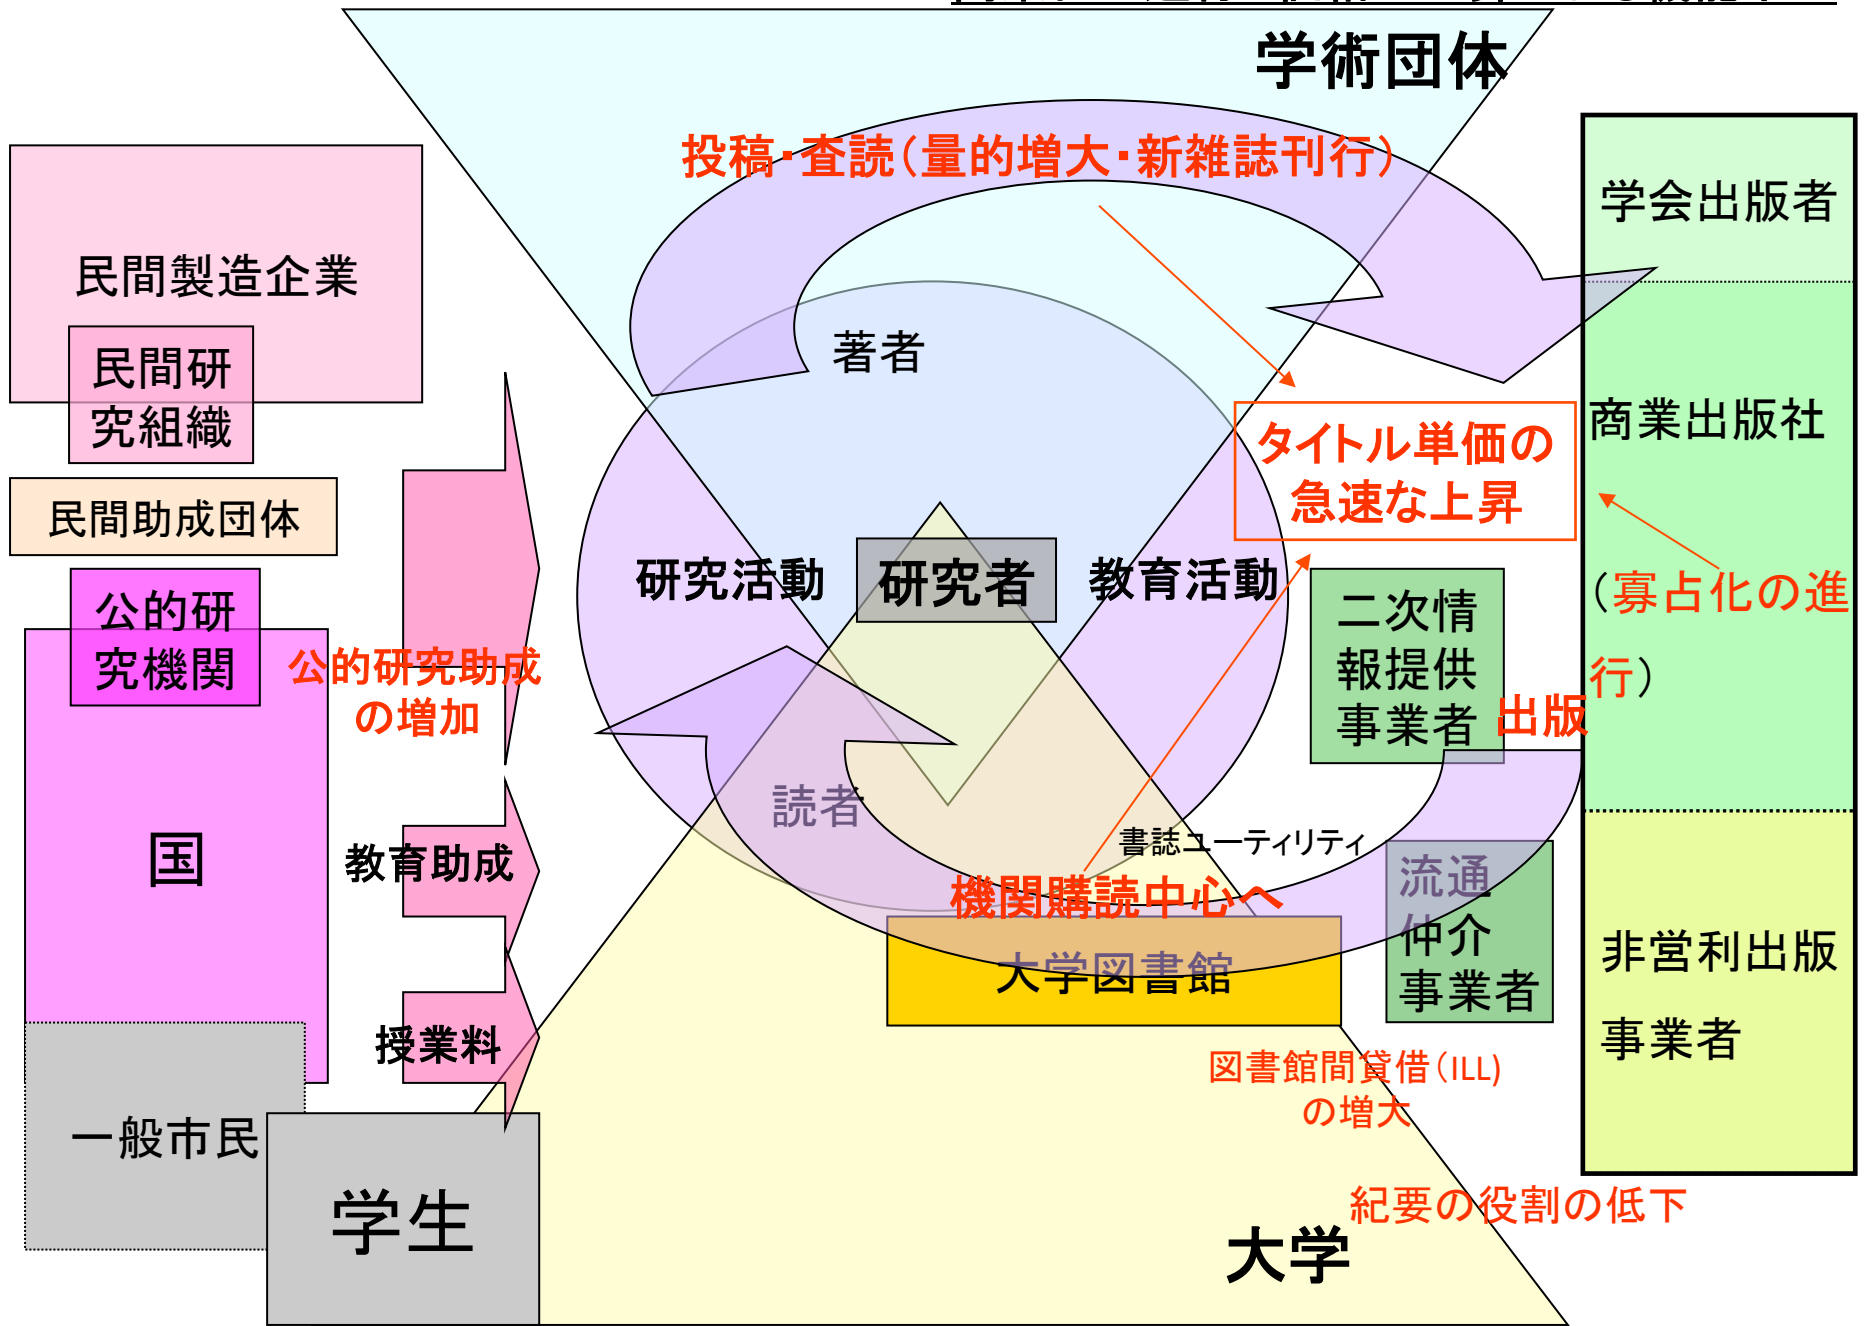 学術団体
投稿・査読（量的増大・新雑誌刊行）
学会出版者
民間製造企業
民間研
究組織
著者
商業出版社
（寡占化の進
行）
タイトル単価の
急速な上昇
民間助成団体
研究活動
研究者
教育活動
公的研
究機関
公的研究助成
の増加
二次情
報提供
事業者
出版
国
教育助成
読者
書誌ユーティリティ
流通
仲介
事業者
機関購読中心へ
大学図書館
非営利出版
事業者
授業料
図書館間貸借（ILL)
の増大
一般市民
学生
紀要の役割の低下
大学